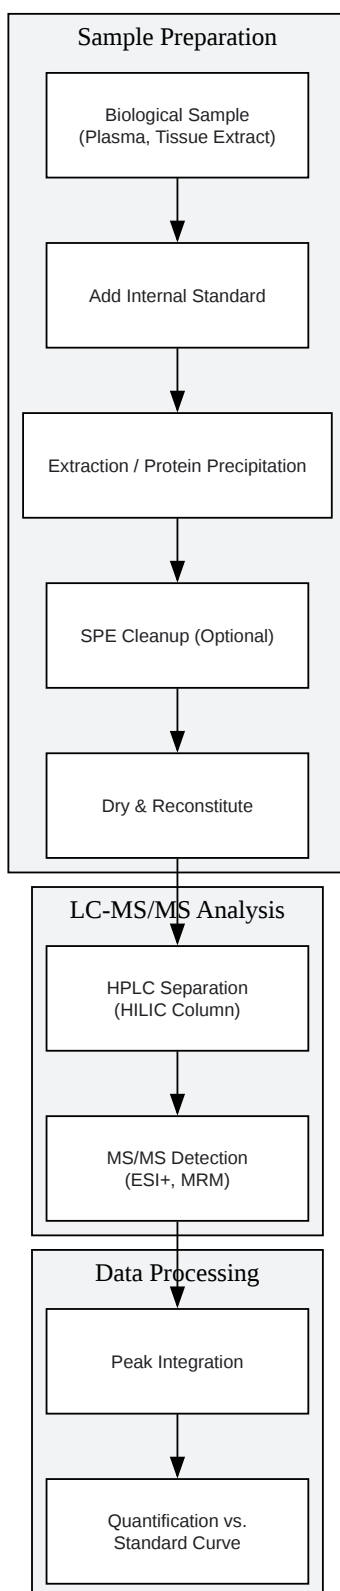 Sample Preparation
Biological Sample
(Plasma, Tissue Extract)
Add Internal Standard
Extraction / Protein Precipitation
SPE Cleanup (Optional)
Dry & Reconstitute
LC-MS/MS Analysis
HPLC Separation
(HILIC Column)
MS/MS Detection
(ESI+, MRM)
Data Processing
Peak Integration
Quantification vs.
Standard Curve